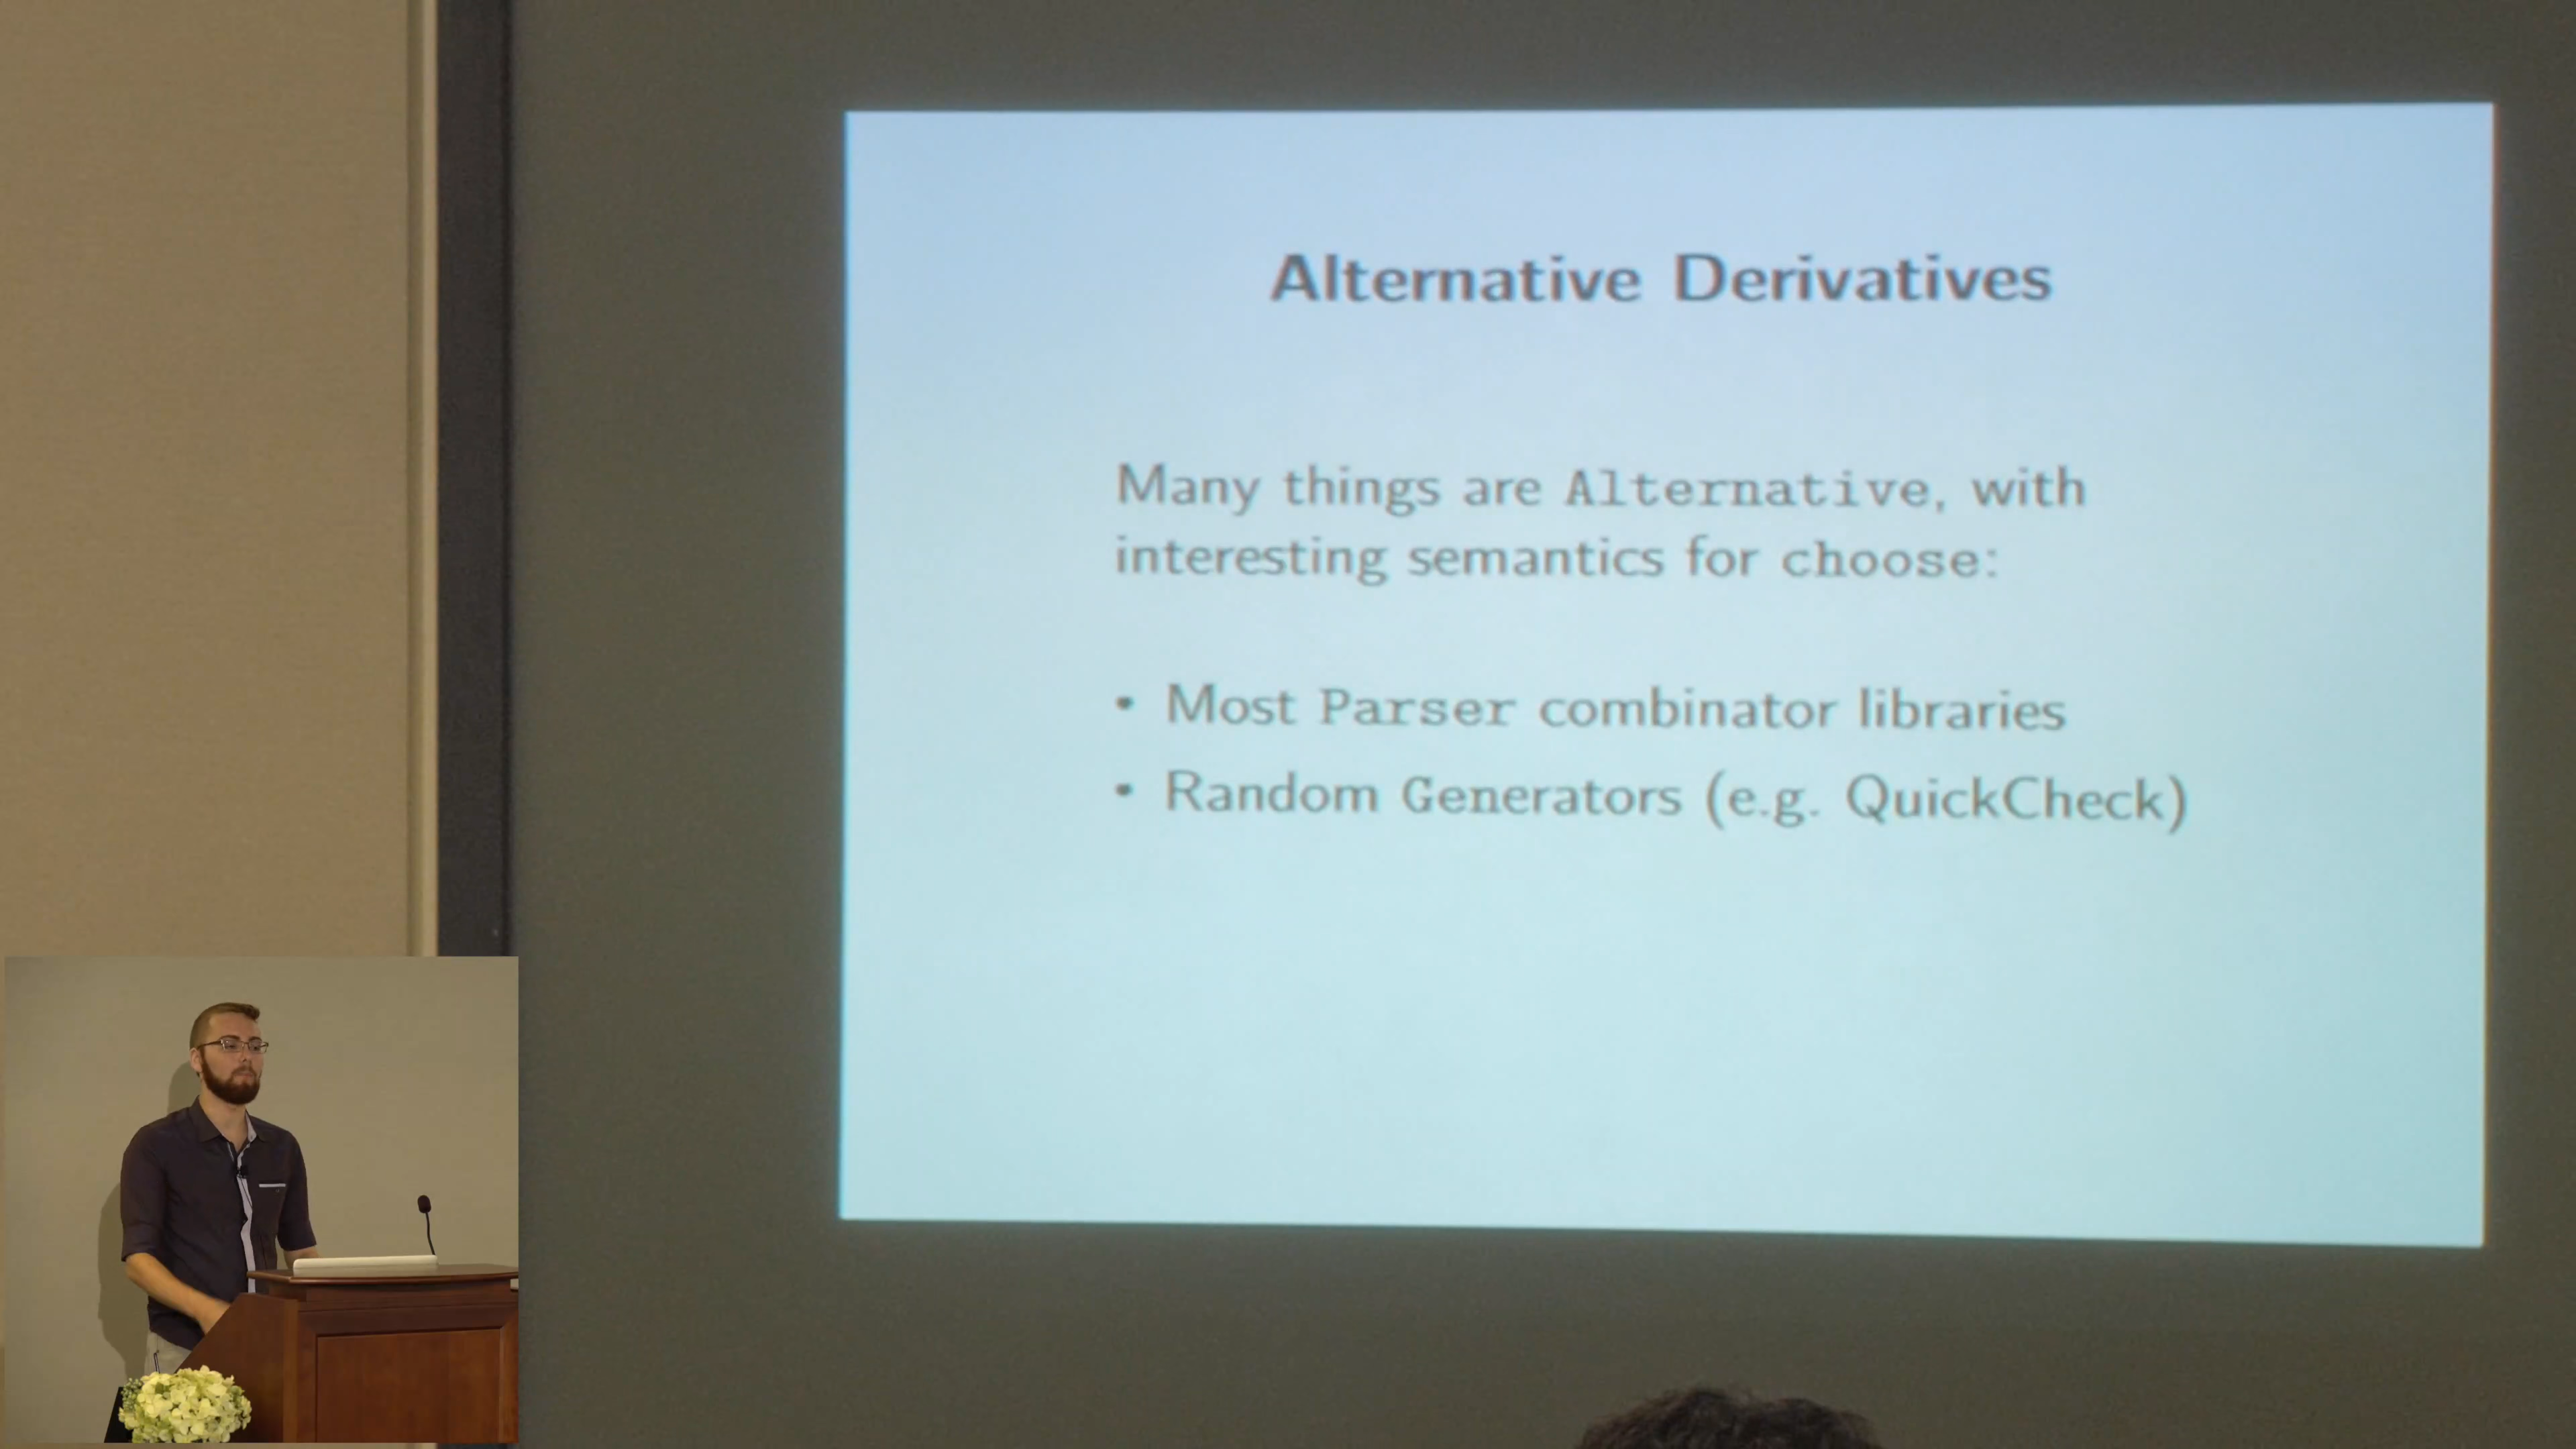 Alternative Derivatives
Many things are Alternative, with
interesting semantics for choose:
• Most Parser combinator libraries
• Random Generators (e.g. QuickCheck)